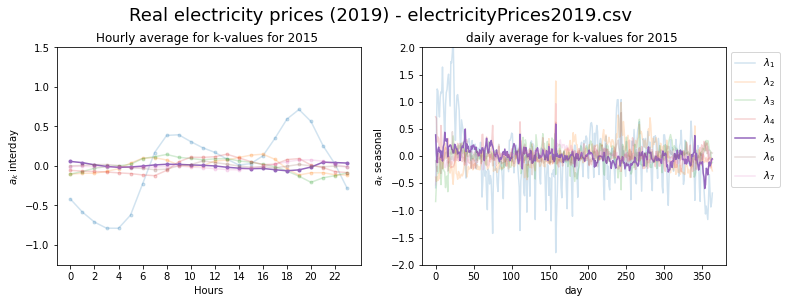 Real electricity prices (2019) - electricityPrices2019.csv
Hourly average for k-values for 2015
1.5
1.0
0.5
0.0
−0.5
−1.0
a_k interday
0 2 4 6 8 10 12 14 16 18 20 22
Hours
daily average for k-values for 2015
2.0
1.5
1.0
0.5
0.0
−0.5
−1.0
−1.5
−2.0
a_k seasonal
0 50 100 150 200 250 300 350
day
λ₁
λ₂
λ₃
λ₄
λ₅
λ₆
λ₇